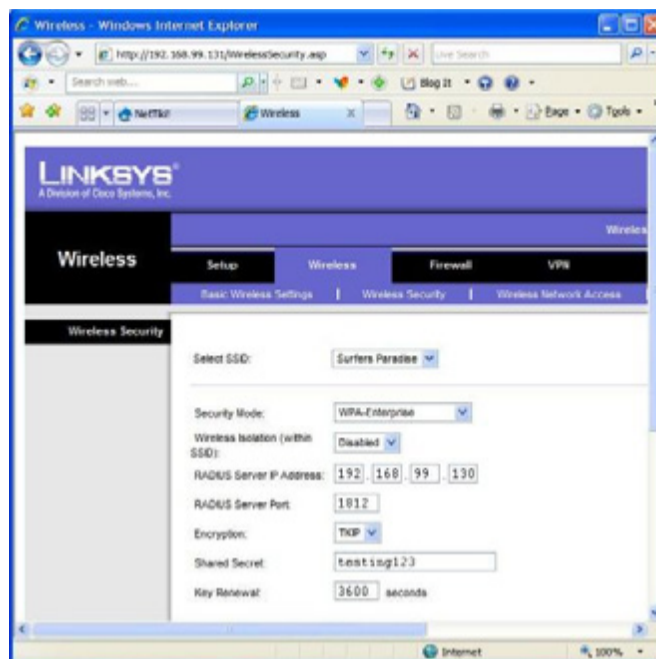 Wireless - Windows Internet Explorer
http://192.168.99.131/WirelessSecurity.asp
Live Search
Search web...
Blog It
NetTkit
Wireless
Page
Tools
LINKSYS®
A Division of Cisco Systems, Inc.
Wireless
Setup
Wireless
Firewall
VPN
Basic Wireless Settings | Wireless Security | Wireless Network Access
Wireless Security
Select SSID: Surfers Paradise
Security Mode: WPA-Enterprise
Wireless Isolation (within SSID): Disabled
RADIUS Server IP Address: 192 . 168 . 99 . 130
RADIUS Server Port: 1812
Encryption: TKIP
Shared Secret: testing123
Key Renewal: 3600 seconds
Internet
100%